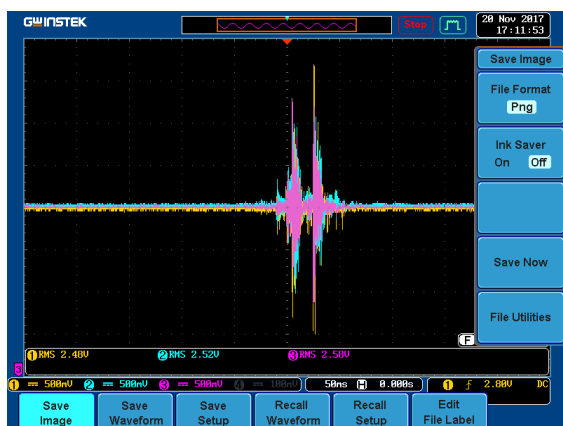 GWINSTEK
Stop
20 Nov 2017
17:11:53
Save Image
File Format
Png
Ink Saver
On Off
Save Now
File Utilities
F
1 RMS 2.48V 2 RMS 2.52V 3 RMS 2.50V
3
1 500mV 2 500mV 3 500mV 4 100mV 50ms H 0.000s 1 2.80V DC
Save Image
Save Waveform
Save Setup
Recall Waveform
Recall Setup
Edit File Label